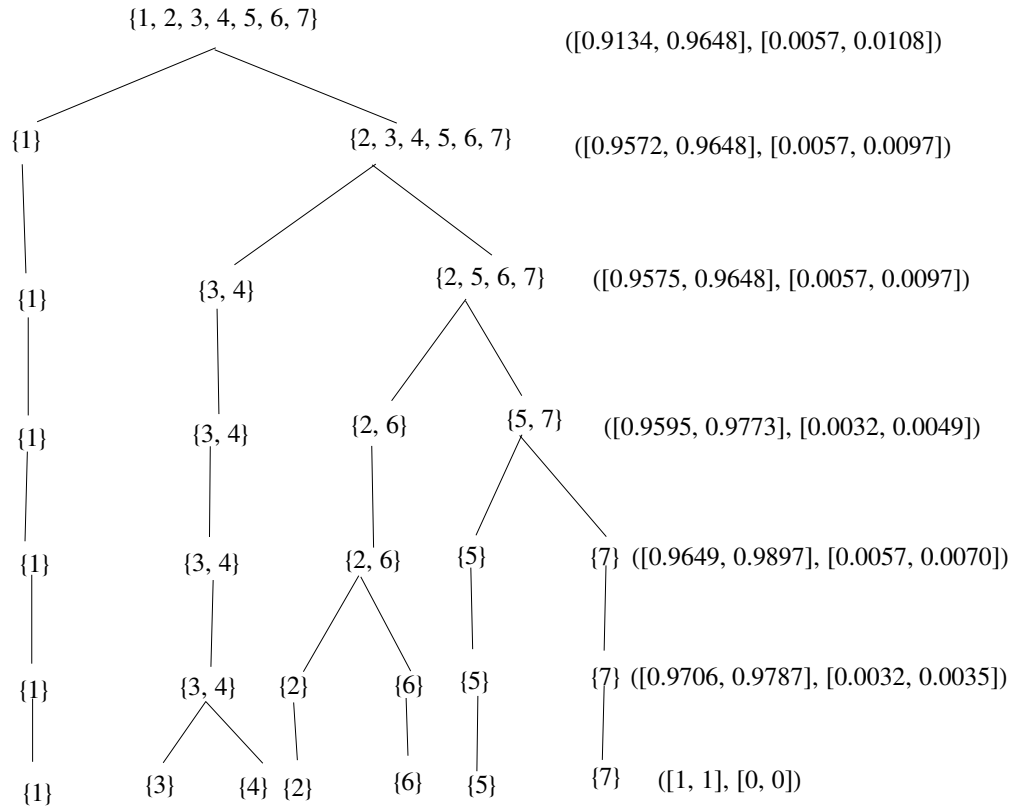 {1, 2, 3, 4, 5, 6, 7} ([0.9134, 0.9648], [0.0057, 0.0108])
{1} {2, 3, 4, 5, 6, 7} ([0.9572, 0.9648], [0.0057, 0.0097])
{1} {3, 4} {2, 5, 6, 7} ([0.9575, 0.9648], [0.0057, 0.0097])
{1} {3, 4} {2, 6} {5, 7} ([0.9595, 0.9773], [0.0032, 0.0049])
{1} {3, 4} {2, 6} {5} {7} ([0.9649, 0.9897], [0.0057, 0.0070])
{1} {3, 4} {2} {6} {5} {7} ([0.9706, 0.9787], [0.0032, 0.0035])
{1} {3} {4} {2} {6} {5} {7} ([1, 1], [0, 0])